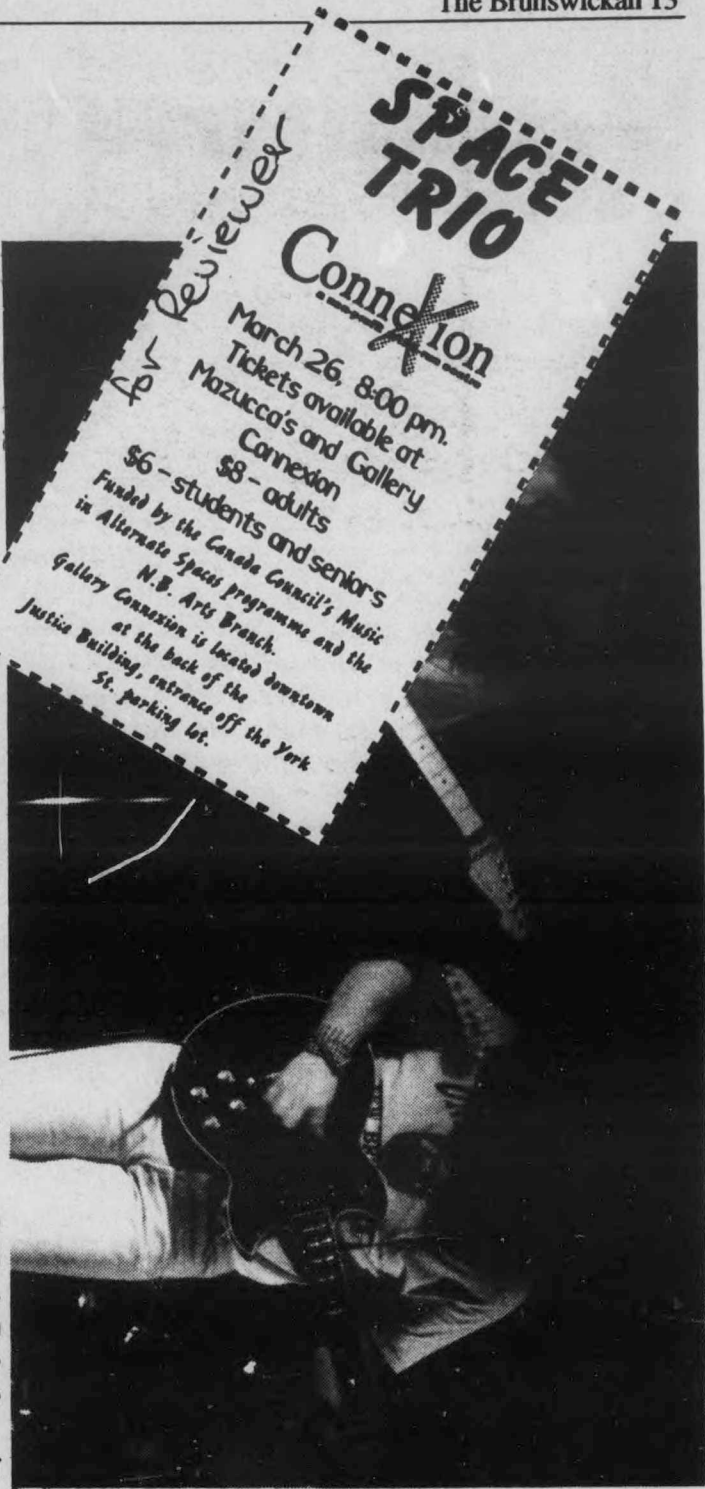 The Brunswickan 13
for Reviewer
SPACE
TRIO
Connexion
March 26, 8:00 pm.
Tickets available at
Mazucca's and Gallery
Connexion
$8 – adults
$6 – students and seniors
Funded by the Canada Council's Music
in Alternate Spaces programme and the
N.B. Arts Branch.
Gallery Connexion is located downtown
at the back of the
Justice Building, entrance off the York
St. parking lot.